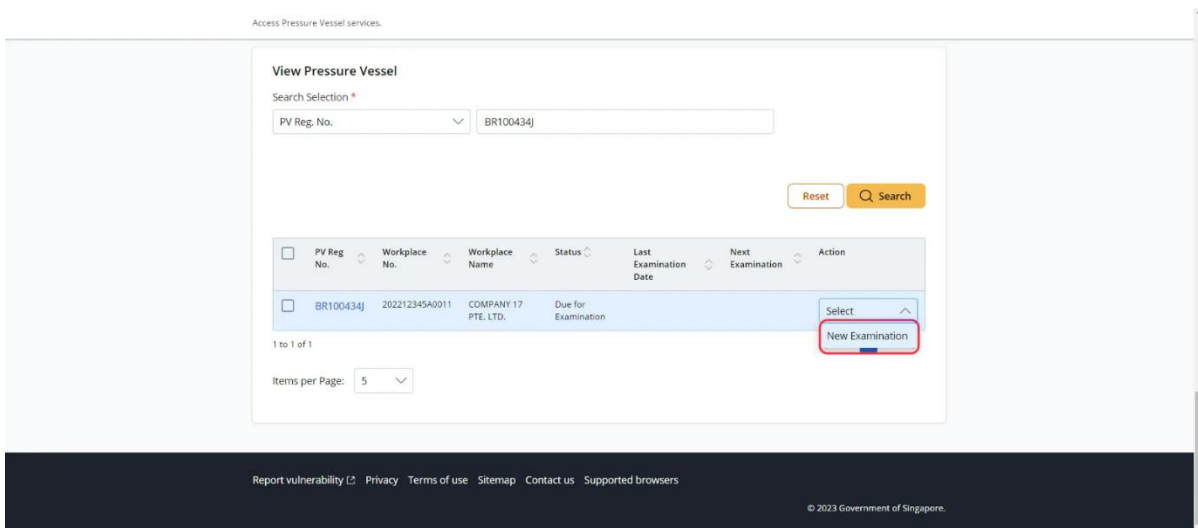 Access Pressure Vessel services.
View Pressure Vessel
Search Selection *
PV Reg. No. BR100434J
Reset Search
PV Reg No. Workplace No. Workplace Name Status Last Examination Date Next Examination Action
BR100434J 202212345A0011 COMPANY 17 PTE. LTD. Due for Examination Select
New Examination
1 to 1 of 1
Items per Page: 5
Report vulnerability Privacy Terms of use Sitemap Contact us Supported browsers
© 2023 Government of Singapore.